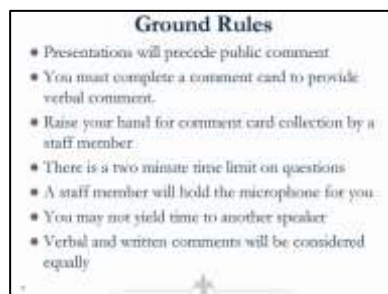 Ground Rules
Presentations will precede public comment
You must complete a comment card to provide
verbal comment.
Raise your hand for comment card collection by a
staff member
There is a two minute time limit on questions
A staff member will hold the microphone for you
You may not yield time to another speaker
Verbal and written comments will be considered
equally